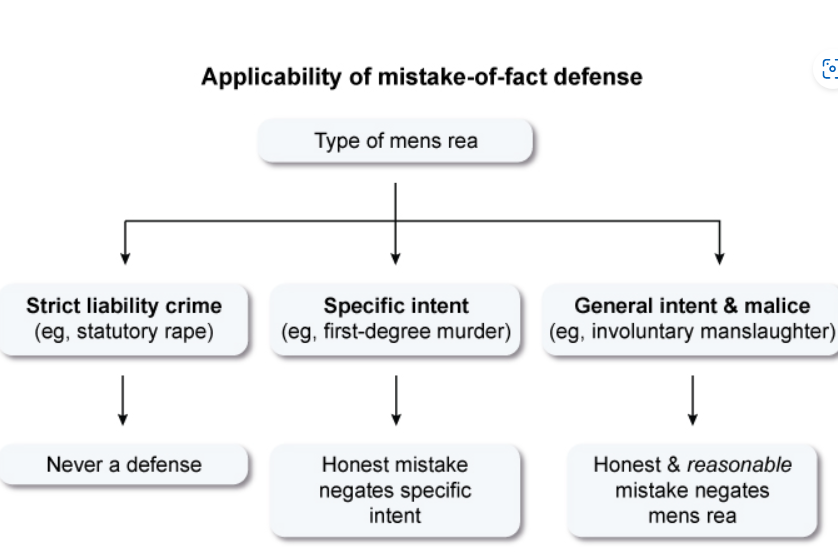 Applicability of mistake-of-fact defense
Type of mens rea
Strict liability crime
(eg, statutory rape)
Never a defense
Specific intent
(eg, first-degree murder)
Honest mistake
negates specific
intent
General intent & malice
(eg, involuntary manslaughter)
Honest & reasonable
mistake negates
mens rea